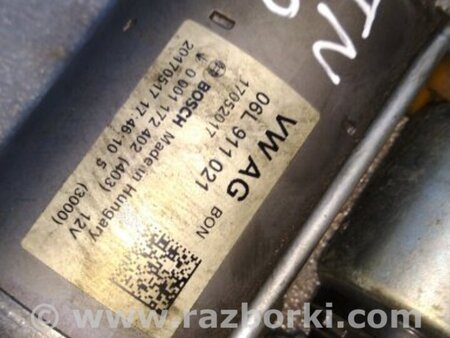 VW AG BON
06L 911 021
17052017
BOSCH Made in Hungary 12V
0 001 172 402 (403) (3000)
20170517 17:46:10 5
TN
www.razborki.com